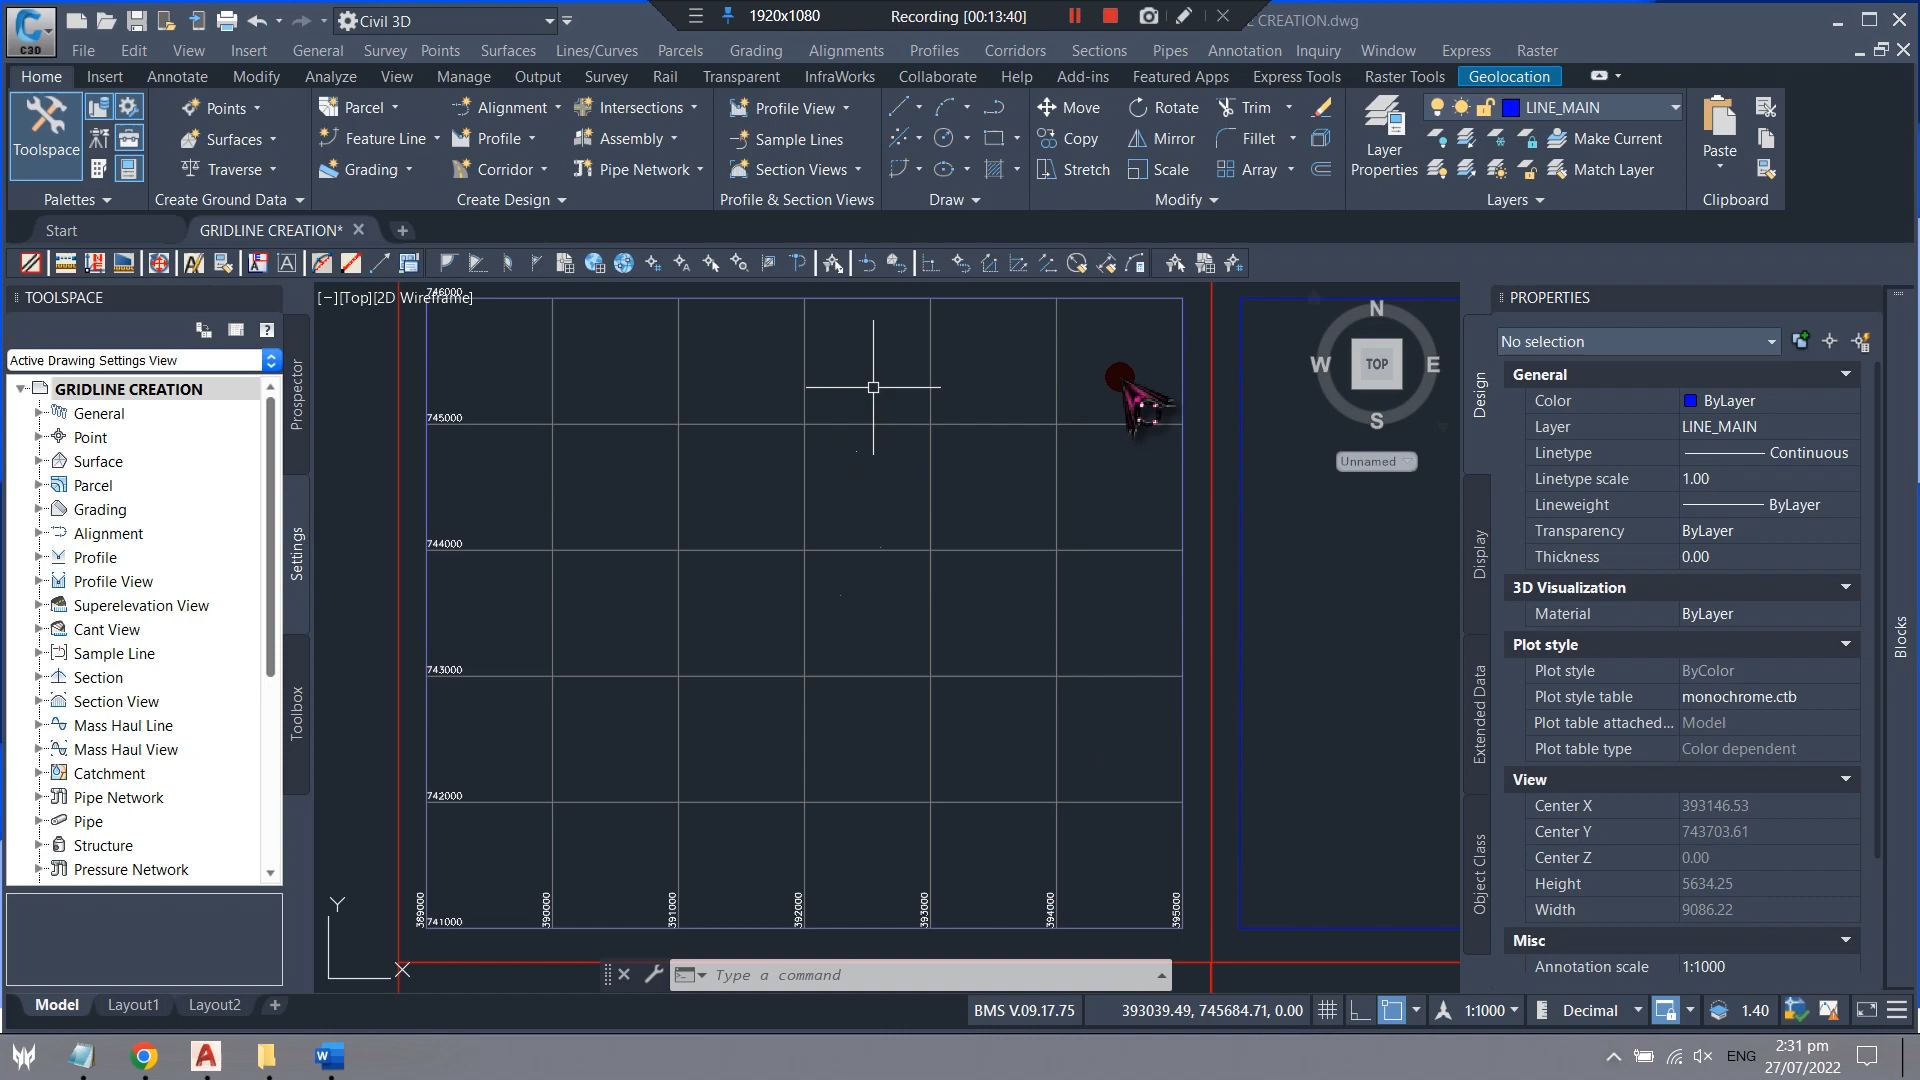 1920x1080 Recording [00:13:40]
C3D Civil 3D E CREATION.dwg
File Edit View Insert General Survey Points Surfaces Lines/Curves Parcels Grading Alignments Profiles Corridors Sections Pipes Annotation Inquiry Window Express Raster
Home Insert Annotate Modify Analyze View Manage Output Survey Rail Transparent InfraWorks Collaborate Help Add-ins Featured Apps Express Tools Raster Tools Geolocation
Points Parcel Alignment Intersections Profile View Move Rotate Trim LINE_MAIN
Toolspace Surfaces Feature Line Profile Assembly Sample Lines Copy Mirror Fillet Layer Properties Make Current Paste
Traverse Grading Corridor Pipe Network Section Views Stretch Scale Array Match Layer
Palettes Create Ground Data Create Design Profile & Section Views Draw Modify Layers Clipboard
Start GRIDLINE CREATION*
TOOLSPACE
Active Drawing Settings View
GRIDLINE CREATION
General
Point
Surface
Parcel
Grading
Alignment
Profile
Profile View
Superelevation View
Cant View
Sample Line
Section
Section View
Mass Haul Line
Mass Haul View
Catchment
Pipe Network
Pipe
Structure
Pressure Network
Prospector
Settings
Toolbox
[−][Top][2D Wireframe]
746000
745000
744000
743000
742000
741000
389000
390000
391000
392000
393000
394000
395000
N
W TOP E
S
Unnamed
Y
X
Type a command
PROPERTIES
No selection
General
Color ByLayer
Layer LINE_MAIN
Linetype Continuous
Linetype scale 1.00
Lineweight ByLayer
Transparency ByLayer
Thickness 0.00
3D Visualization
Material ByLayer
Plot style
Plot style ByColor
Plot style table monochrome.ctb
Plot table attached... Model
Plot table type Color dependent
View
Center X 393146.53
Center Y 743703.61
Center Z 0.00
Height 5634.25
Width 9086.22
Misc
Annotation scale 1:1000
Design
Display
Extended Data
Object Class
Blocks
Model Layout1 Layout2
BMS V.09.17.75 393039.49, 745684.71, 0.00 1:1000 Decimal 1.40
ENG 2:31 pm
27/07/2022